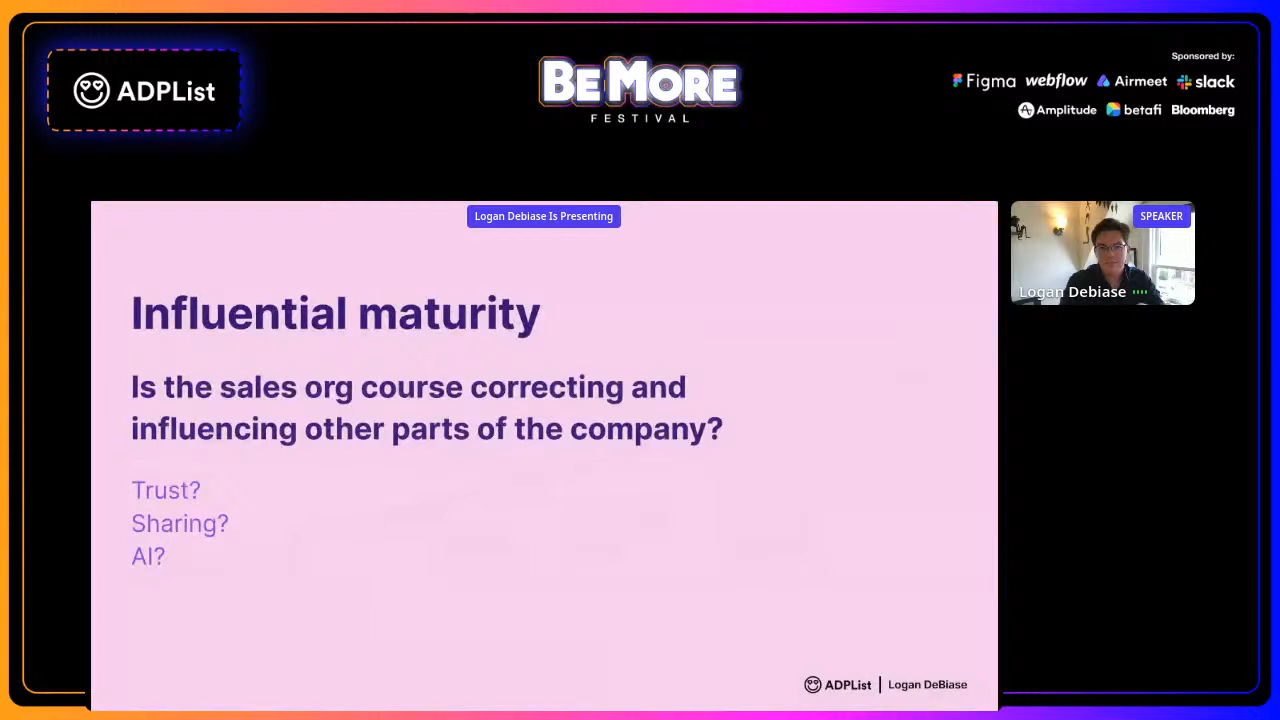 ADPList
BE MORE
FESTIVAL
Sponsored by:
Figma webflow Airmeet slack
Amplitude betafi Bloomberg
Logan Debiase Is Presenting
SPEAKER
Logan Debiase
Influential maturity
Is the sales org course correcting and
influencing other parts of the company?
Trust?
Sharing?
AI?
ADPList | Logan DeBiase